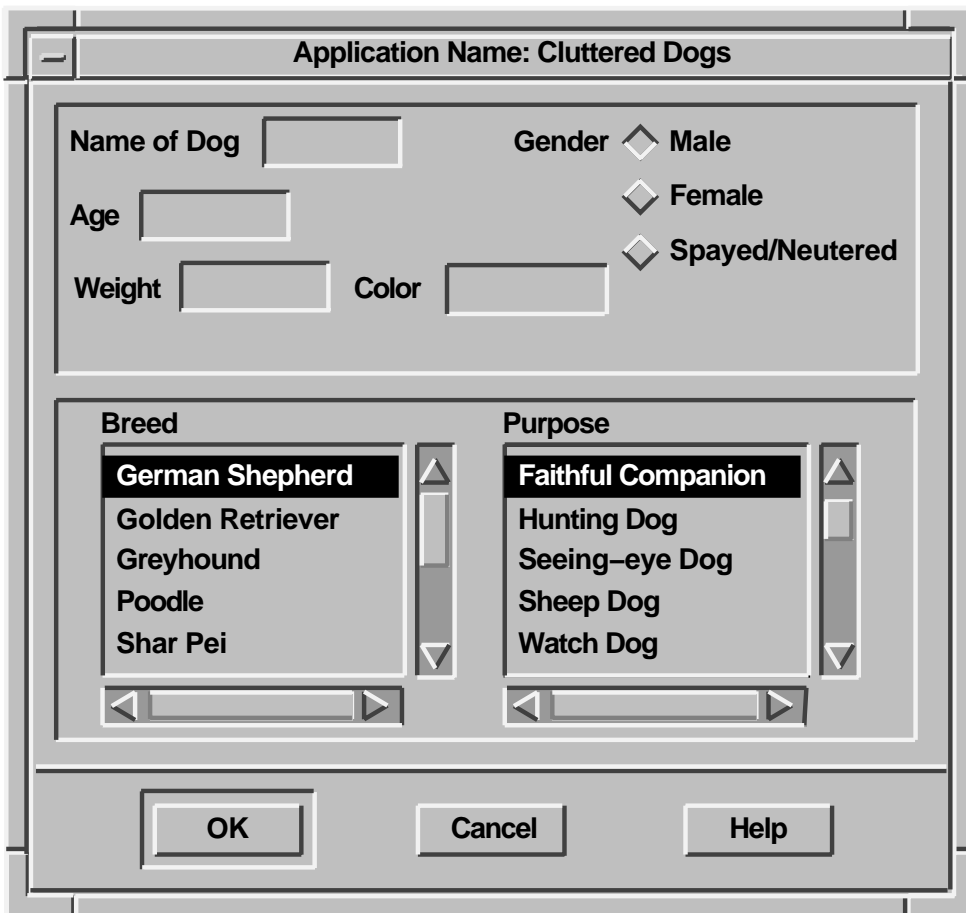 Application Name: Cluttered Dogs
Name of Dog
Gender
Male
Age
Female
Spayed/Neutered
Weight
Color
Breed
German Shepherd
Golden Retriever
Greyhound
Poodle
Shar Pei
Purpose
Faithful Companion
Hunting Dog
Seeing–eye Dog
Sheep Dog
Watch Dog
OK
Cancel
Help